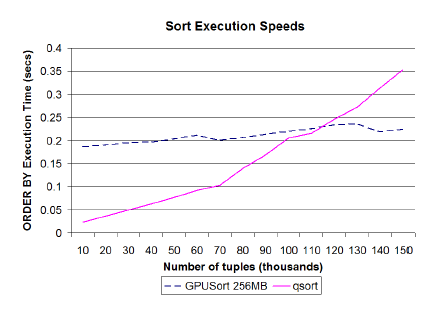 Sort Execution Speeds
ORDER BY Execution Time (secs)
0.4
0.35
0.3
0.25
0.2
0.15
0.1
0.05
0
10 20 30 40 50 60 70 80 90 100 110 120 130 140 150
Number of tuples (thousands)
GPUSort 256MB qsort